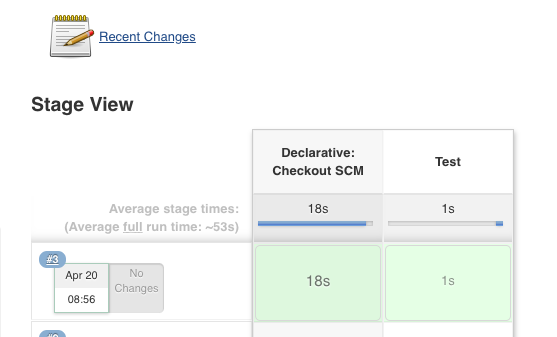 Recent Changes
Stage View
Declarative:
Checkout SCM
Test
Average stage times:
(Average full run time: ~53s)
18s
1s
#3
Apr 20
08:56
No
Changes
18s
1s